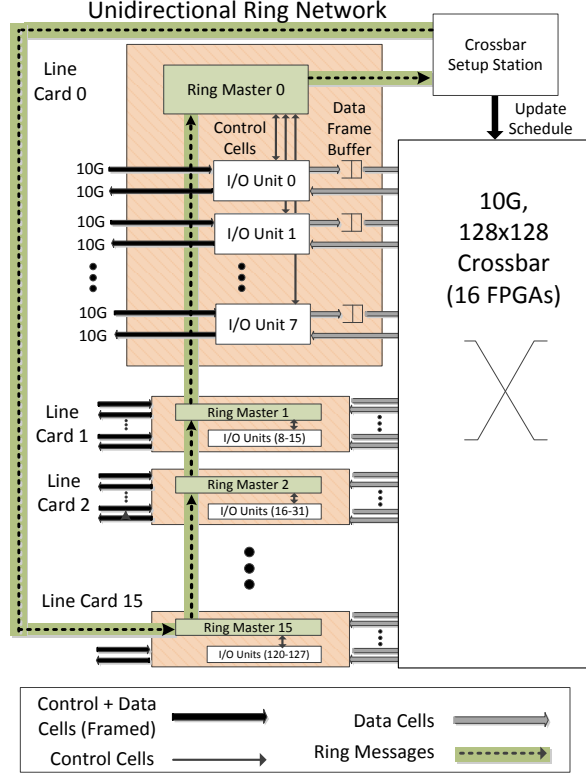 Unidirectional Ring Network
Line
Card 0
Ring Master 0
Crossbar
Setup Station
Control
Cells
Data
Frame
Buffer
Update
Schedule
10G
10G
I/O Unit 0
10G
10G
I/O Unit 1
10G
10G
I/O Unit 7
10G,
128x128
Crossbar
(16 FPGAs)
Line
Card 1
Ring Master 1
I/O Units (8-15)
Line
Card 2
Ring Master 2
I/O Units (16-31)
Line Card 15
Ring Master 15
I/O Units (120-127)
Control + Data
Cells (Framed)
Data Cells
Control Cells
Ring Messages